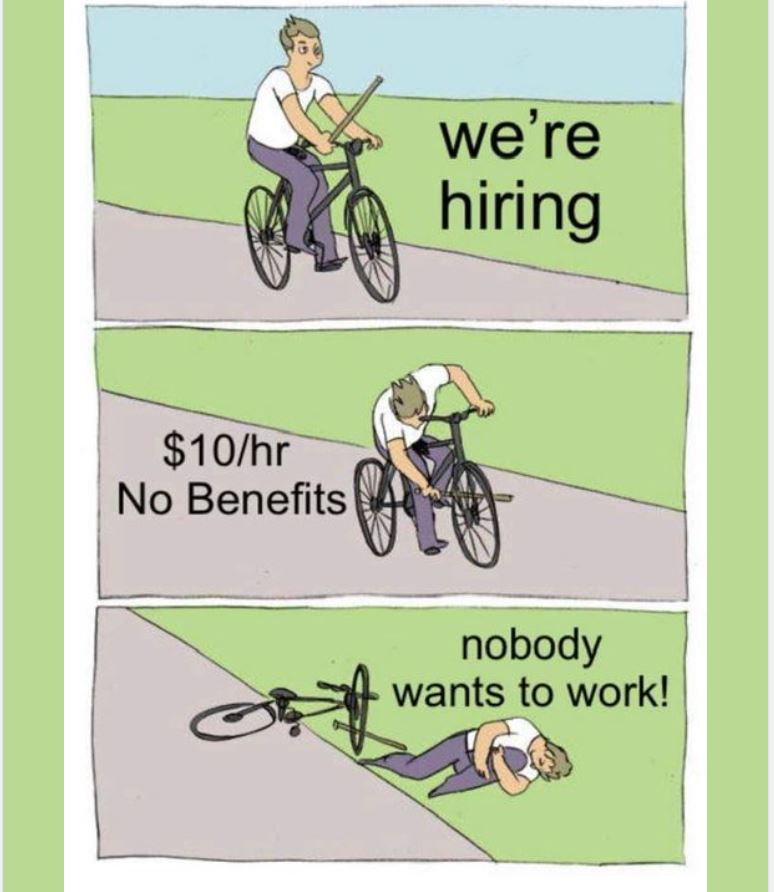 we’re
hiring
$10/hr
No Benefits
nobody
wants to work!